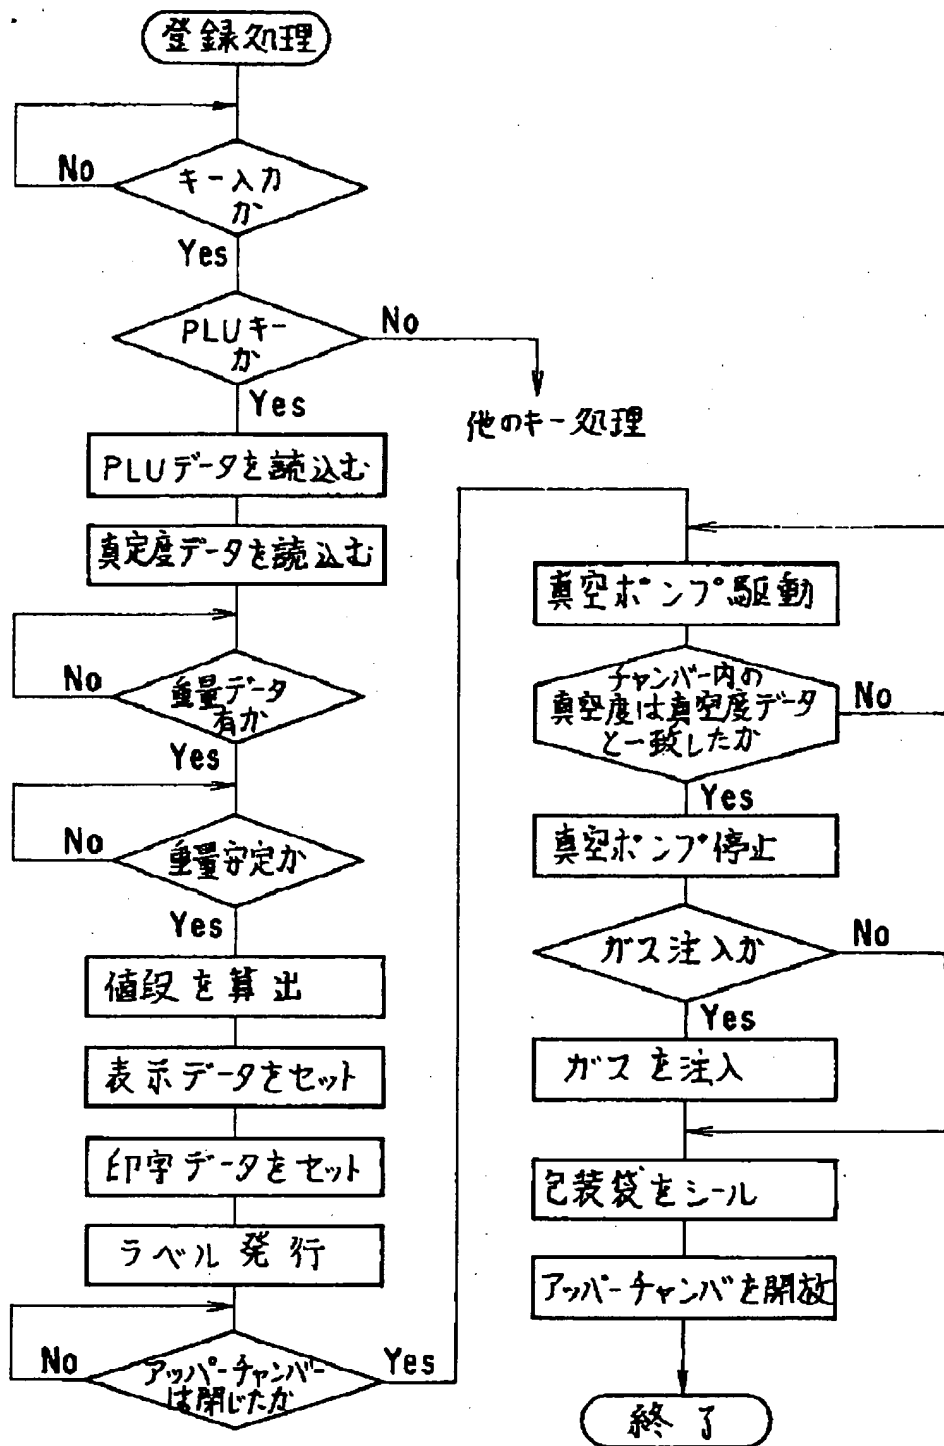 登録処理
No
キー入力
か
Yes
PLUキー
か
No
Yes
他のキー処理
PLUデータを読込む
真定度データを読込む
No
重量データ
有か
Yes
No
重量安定か
Yes
値段を算出
表示データをセット
印字データをセット
ラベル発行
No
アッパーチャンバー
は閉じたか
Yes
真空ポンプ駆動
チャンバー内の
真空度は真空度データ
と一致したか
No
Yes
真空ポンプ停止
ガス注入か
No
Yes
ガスを注入
包装袋をシール
アッパーチャンバを開放
終了